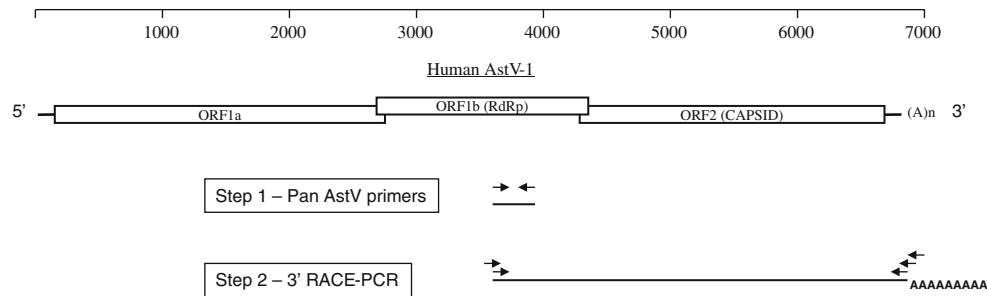 1000 2000 3000 4000 5000 6000 7000
Human AstV-1
5’ ORF1a ORF1b (RdRp) ORF2 (CAPSID) (A)n 3’
Step 1 – Pan AstV primers
Step 2 – 3’ RACE-PCR
AAAAAAAAA